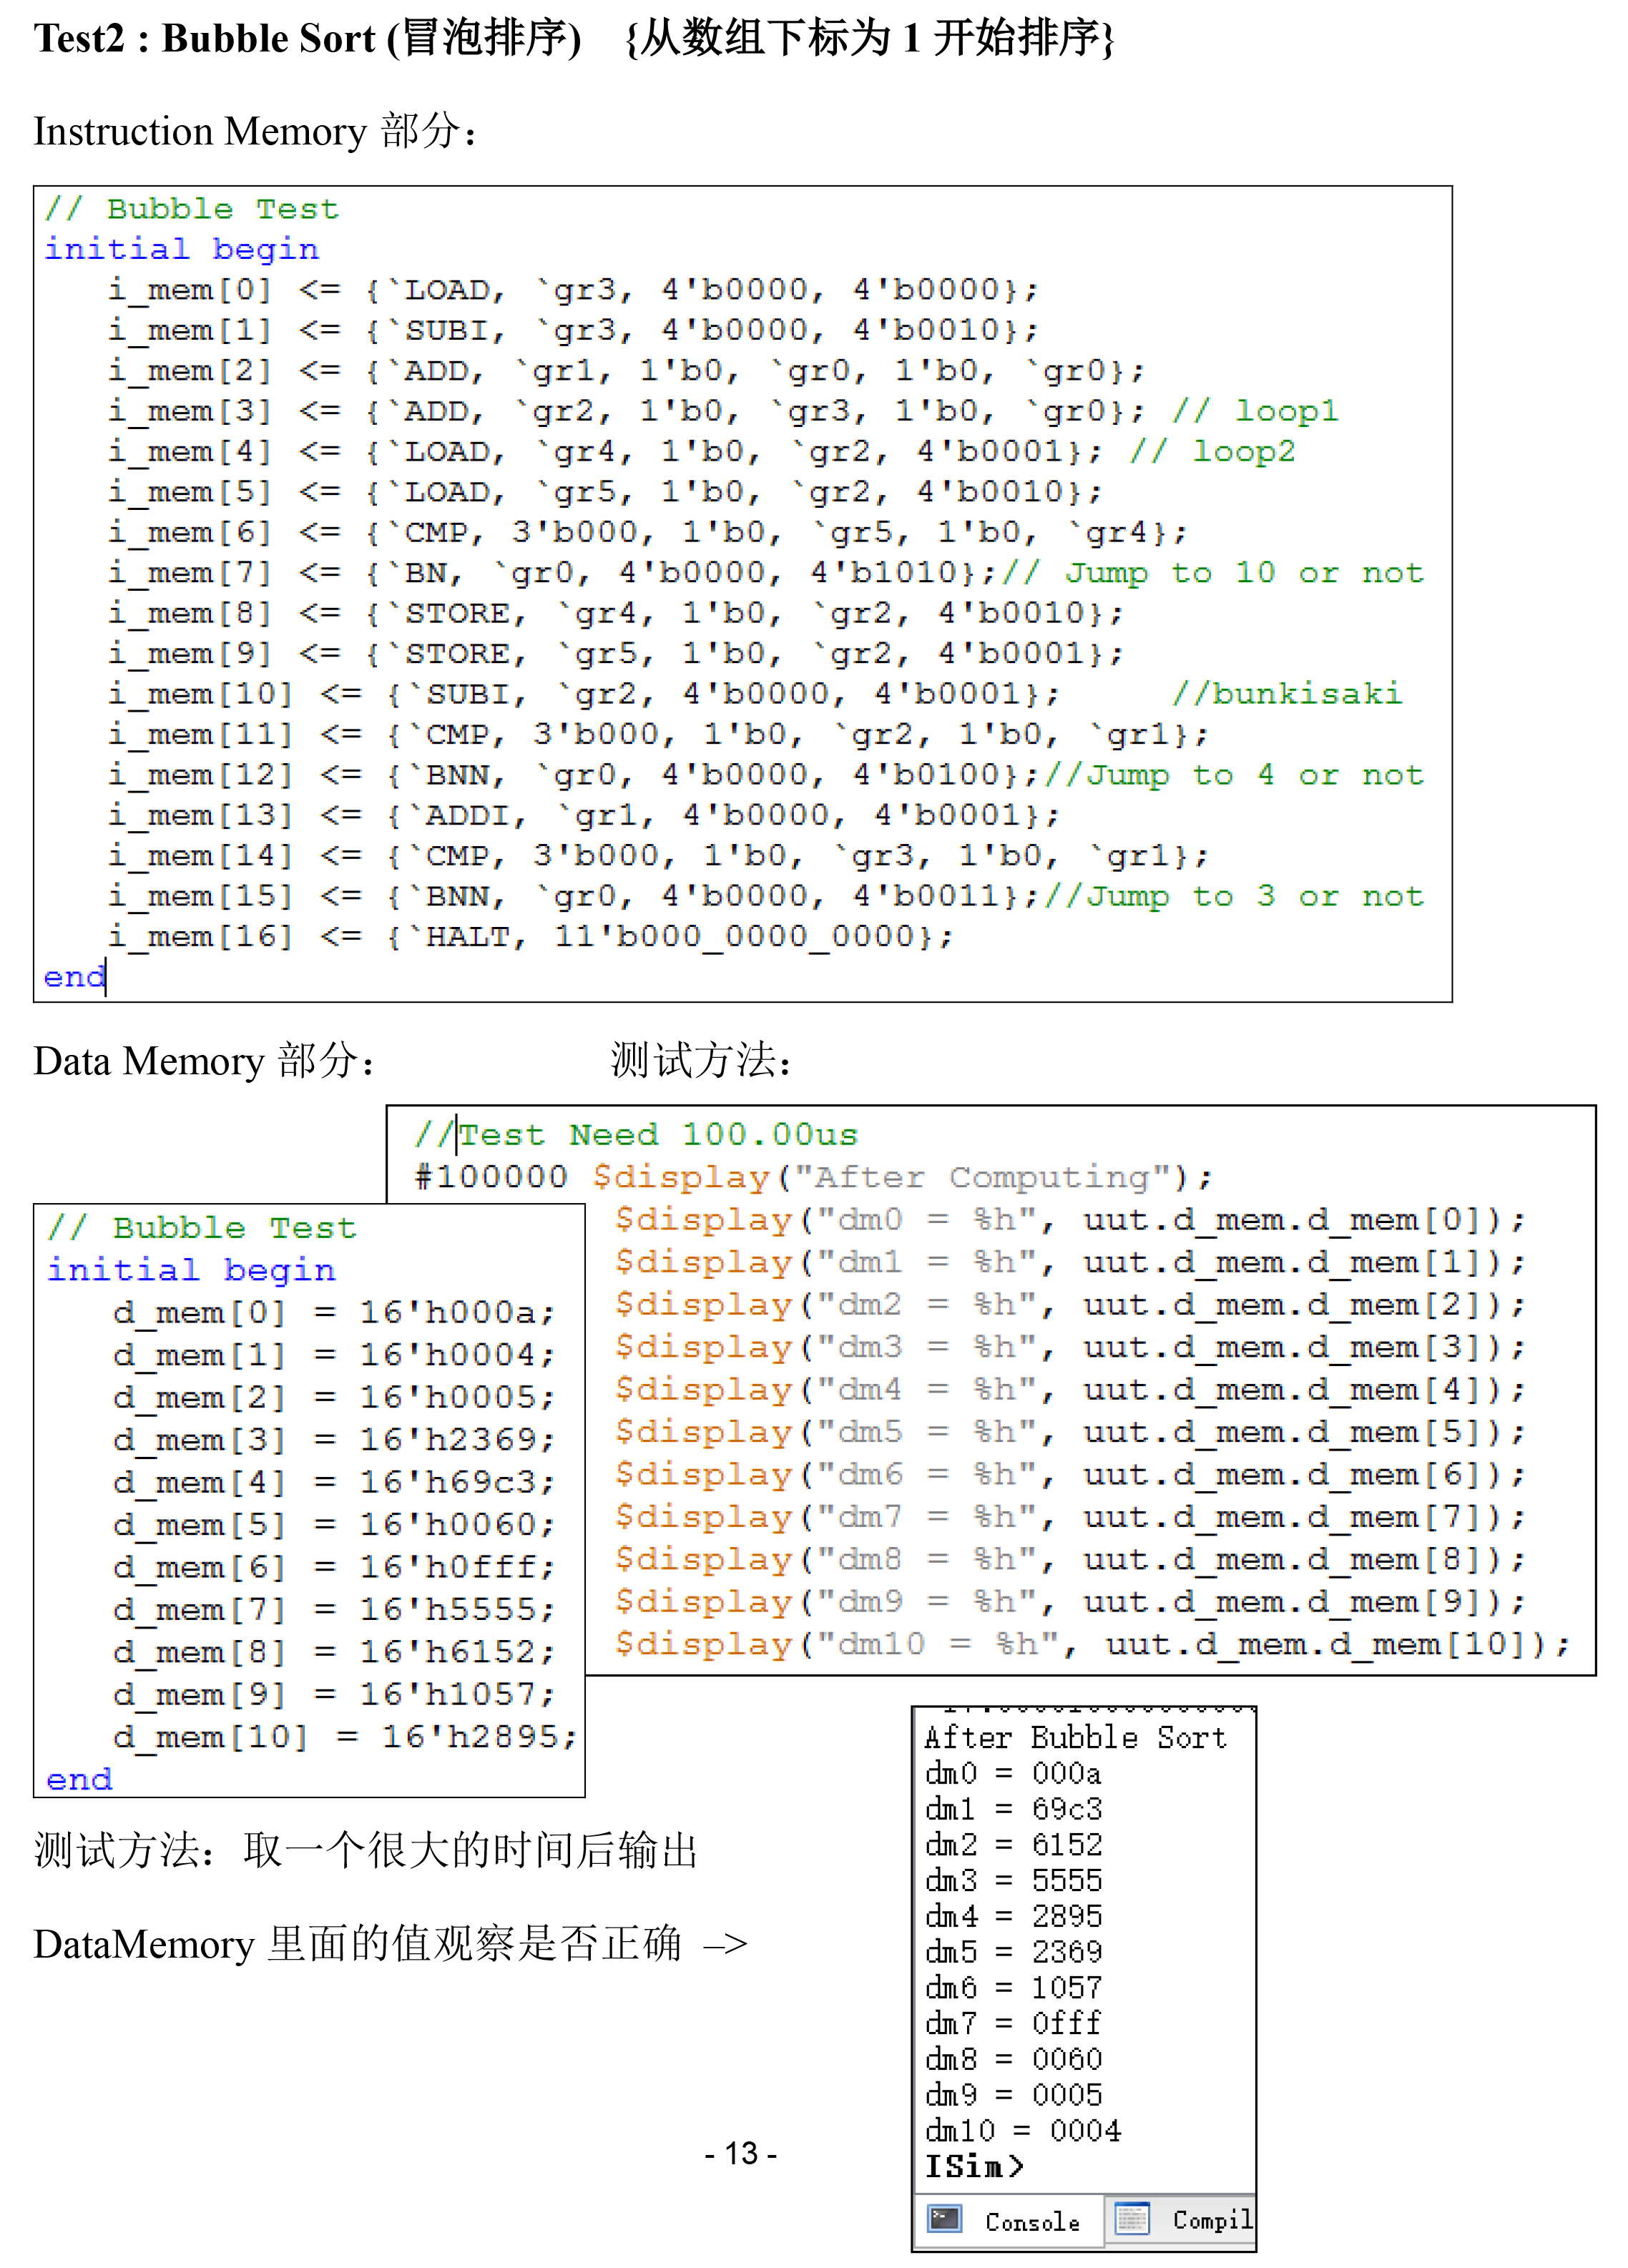 Test2 : Bubble Sort (冒泡排序) {从数组下标为 1 开始排序}
Instruction Memory 部分：
// Bubble Test
initial begin
i_mem[0] <= {`LOAD, `gr3, 4'b0000, 4'b0000};
i_mem[1] <= {`SUBI, `gr3, 4'b0000, 4'b0010};
i_mem[2] <= {`ADD, `gr1, 1'b0, `gr0, 1'b0, `gr0};
i_mem[3] <= {`ADD, `gr2, 1'b0, `gr3, 1'b0, `gr0}; // loop1
i_mem[4] <= {`LOAD, `gr4, 1'b0, `gr2, 4'b0001}; // loop2
i_mem[5] <= {`LOAD, `gr5, 1'b0, `gr2, 4'b0010};
i_mem[6] <= {`CMP, 3'b000, 1'b0, `gr5, 1'b0, `gr4};
i_mem[7] <= {`BN, `gr0, 4'b0000, 4'b1010};// Jump to 10 or not
i_mem[8] <= {`STORE, `gr4, 1'b0, `gr2, 4'b0010};
i_mem[9] <= {`STORE, `gr5, 1'b0, `gr2, 4'b0001};
i_mem[10] <= {`SUBI, `gr2, 4'b0000, 4'b0001}; //bunkisaki
i_mem[11] <= {`CMP, 3'b000, 1'b0, `gr2, 1'b0, `gr1};
i_mem[12] <= {`BNN, `gr0, 4'b0000, 4'b0100};//Jump to 4 or not
i_mem[13] <= {`ADDI, `gr1, 4'b0000, 4'b0001};
i_mem[14] <= {`CMP, 3'b000, 1'b0, `gr3, 1'b0, `gr1};
i_mem[15] <= {`BNN, `gr0, 4'b0000, 4'b0011};//Jump to 3 or not
i_mem[16] <= {`HALT, 11'b000_0000_0000};
end
Data Memory 部分： 测试方法：
//Test Need 100.00us
#100000 $display("After Computing");
$display("dm0 = %h", uut.d_mem.d_mem[0]);
$display("dm1 = %h", uut.d_mem.d_mem[1]);
$display("dm2 = %h", uut.d_mem.d_mem[2]);
$display("dm3 = %h", uut.d_mem.d_mem[3]);
$display("dm4 = %h", uut.d_mem.d_mem[4]);
$display("dm5 = %h", uut.d_mem.d_mem[5]);
$display("dm6 = %h", uut.d_mem.d_mem[6]);
$display("dm7 = %h", uut.d_mem.d_mem[7]);
$display("dm8 = %h", uut.d_mem.d_mem[8]);
$display("dm9 = %h", uut.d_mem.d_mem[9]);
$display("dm10 = %h", uut.d_mem.d_mem[10]);
// Bubble Test
initial begin
d_mem[0] = 16'h000a;
d_mem[1] = 16'h0004;
d_mem[2] = 16'h0005;
d_mem[3] = 16'h2369;
d_mem[4] = 16'h69c3;
d_mem[5] = 16'h0060;
d_mem[6] = 16'h0fff;
d_mem[7] = 16'h5555;
d_mem[8] = 16'h6152;
d_mem[9] = 16'h1057;
d_mem[10] = 16'h2895;
end
测试方法：取一个很大的时间后输出
DataMemory 里面的值观察是否正确 –>
After Bubble Sort
dm0 = 000a
dm1 = 69c3
dm2 = 6152
dm3 = 5555
dm4 = 2895
dm5 = 2369
dm6 = 1057
dm7 = 0fff
dm8 = 0060
dm9 = 0005
dm10 = 0004
ISim>
Console Compil
- 13 -